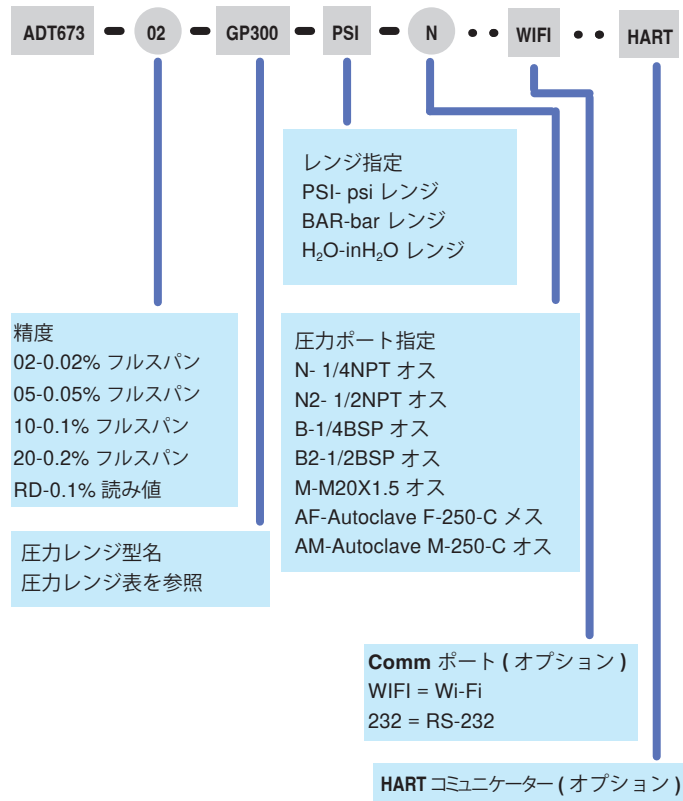 ADT673 02 GP300 PSI N WIFI HART
レンジ指定
PSI- psi レンジ
BAR-bar レンジ
H₂O-inH₂O レンジ
精度
02-0.02% フルスパン
05-0.05% フルスパン
10-0.1% フルスパン
20-0.2% フルスパン
RD-0.1% 読み値
圧力ポート指定
N- 1/4NPT オス
N2- 1/2NPT オス
B-1/4BSP オス
B2-1/2BSP オス
M-M20X1.5 オス
AF-Autoclave F-250-C メス
AM-Autoclave M-250-C オス
圧力レンジ型名
圧力レンジ表を参照
Comm ポート ( オプション )
WIFI = Wi-Fi
232 = RS-232
HART コミュニケーター ( オプション )